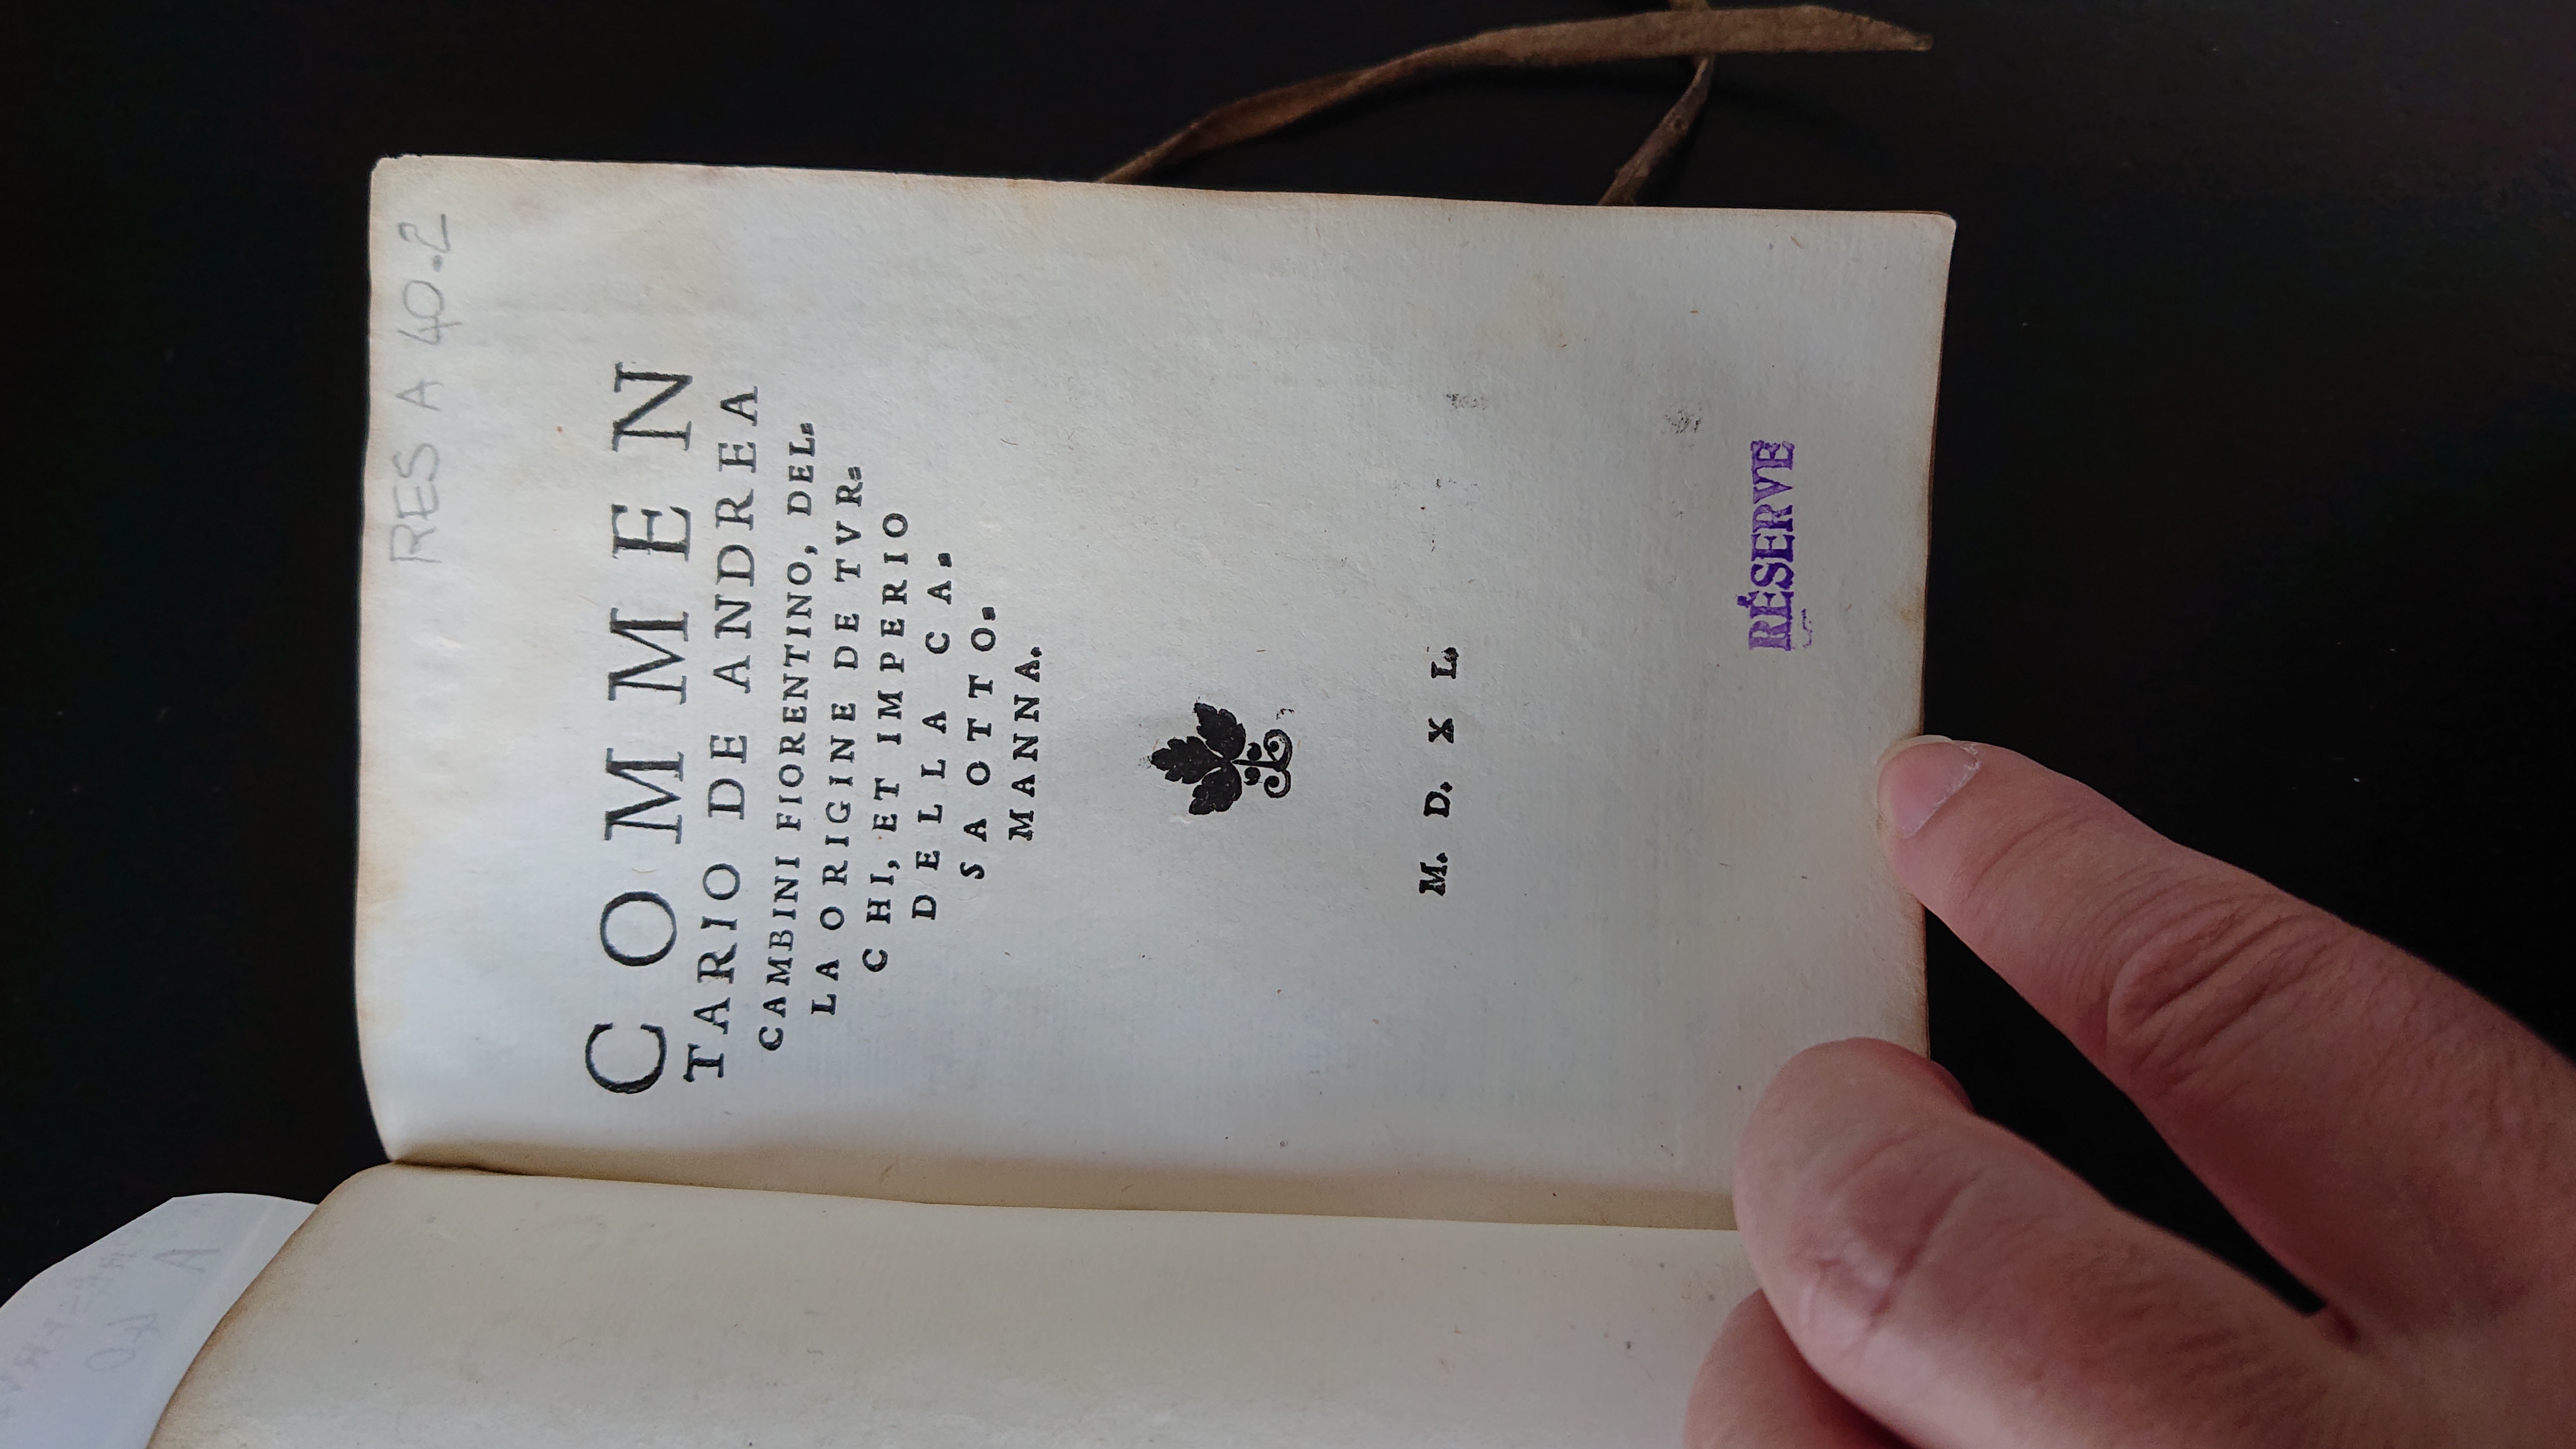 RES A 40.2
COMMEN
TARIO DE ANDREA
CAMBINI FIORENTINO, DEL=
LA ORIGINE DE TVR=
CHI, ET IMPERIO
DELLA CA=
SA OTTO=
MANNA.
M. D. X L.
RÉSERVE